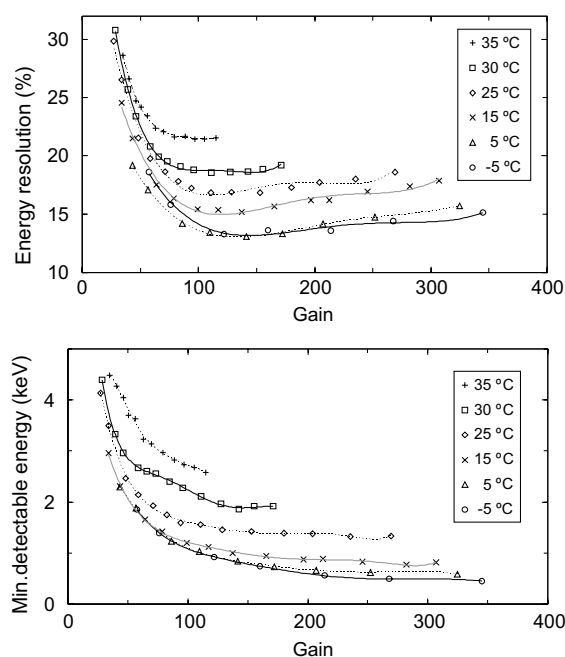 Energy resolution (%)
30
25
20
15
10
0
100
200
300
400
Gain
35 ºC
30 ºC
25 ºC
15 ºC
5 ºC
-5 ºC
Min.detectable energy (keV)
4
2
0
0
100
200
300
400
Gain
35 ºC
30 ºC
25 ºC
15 ºC
5 ºC
-5 ºC